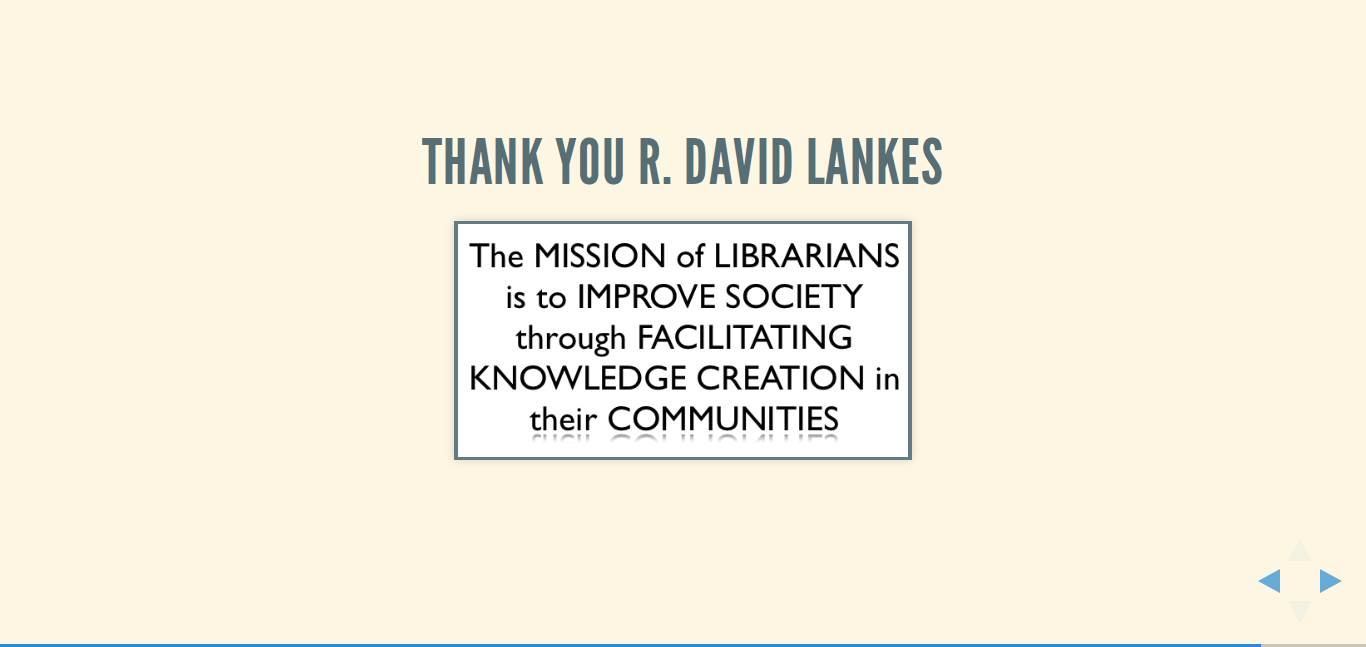 THANK YOU R. DAVID LANKES
The MISSION of LIBRARIANS
is to IMPROVE SOCIETY
through FACILITATING
KNOWLEDGE CREATION in
their COMMUNITIES